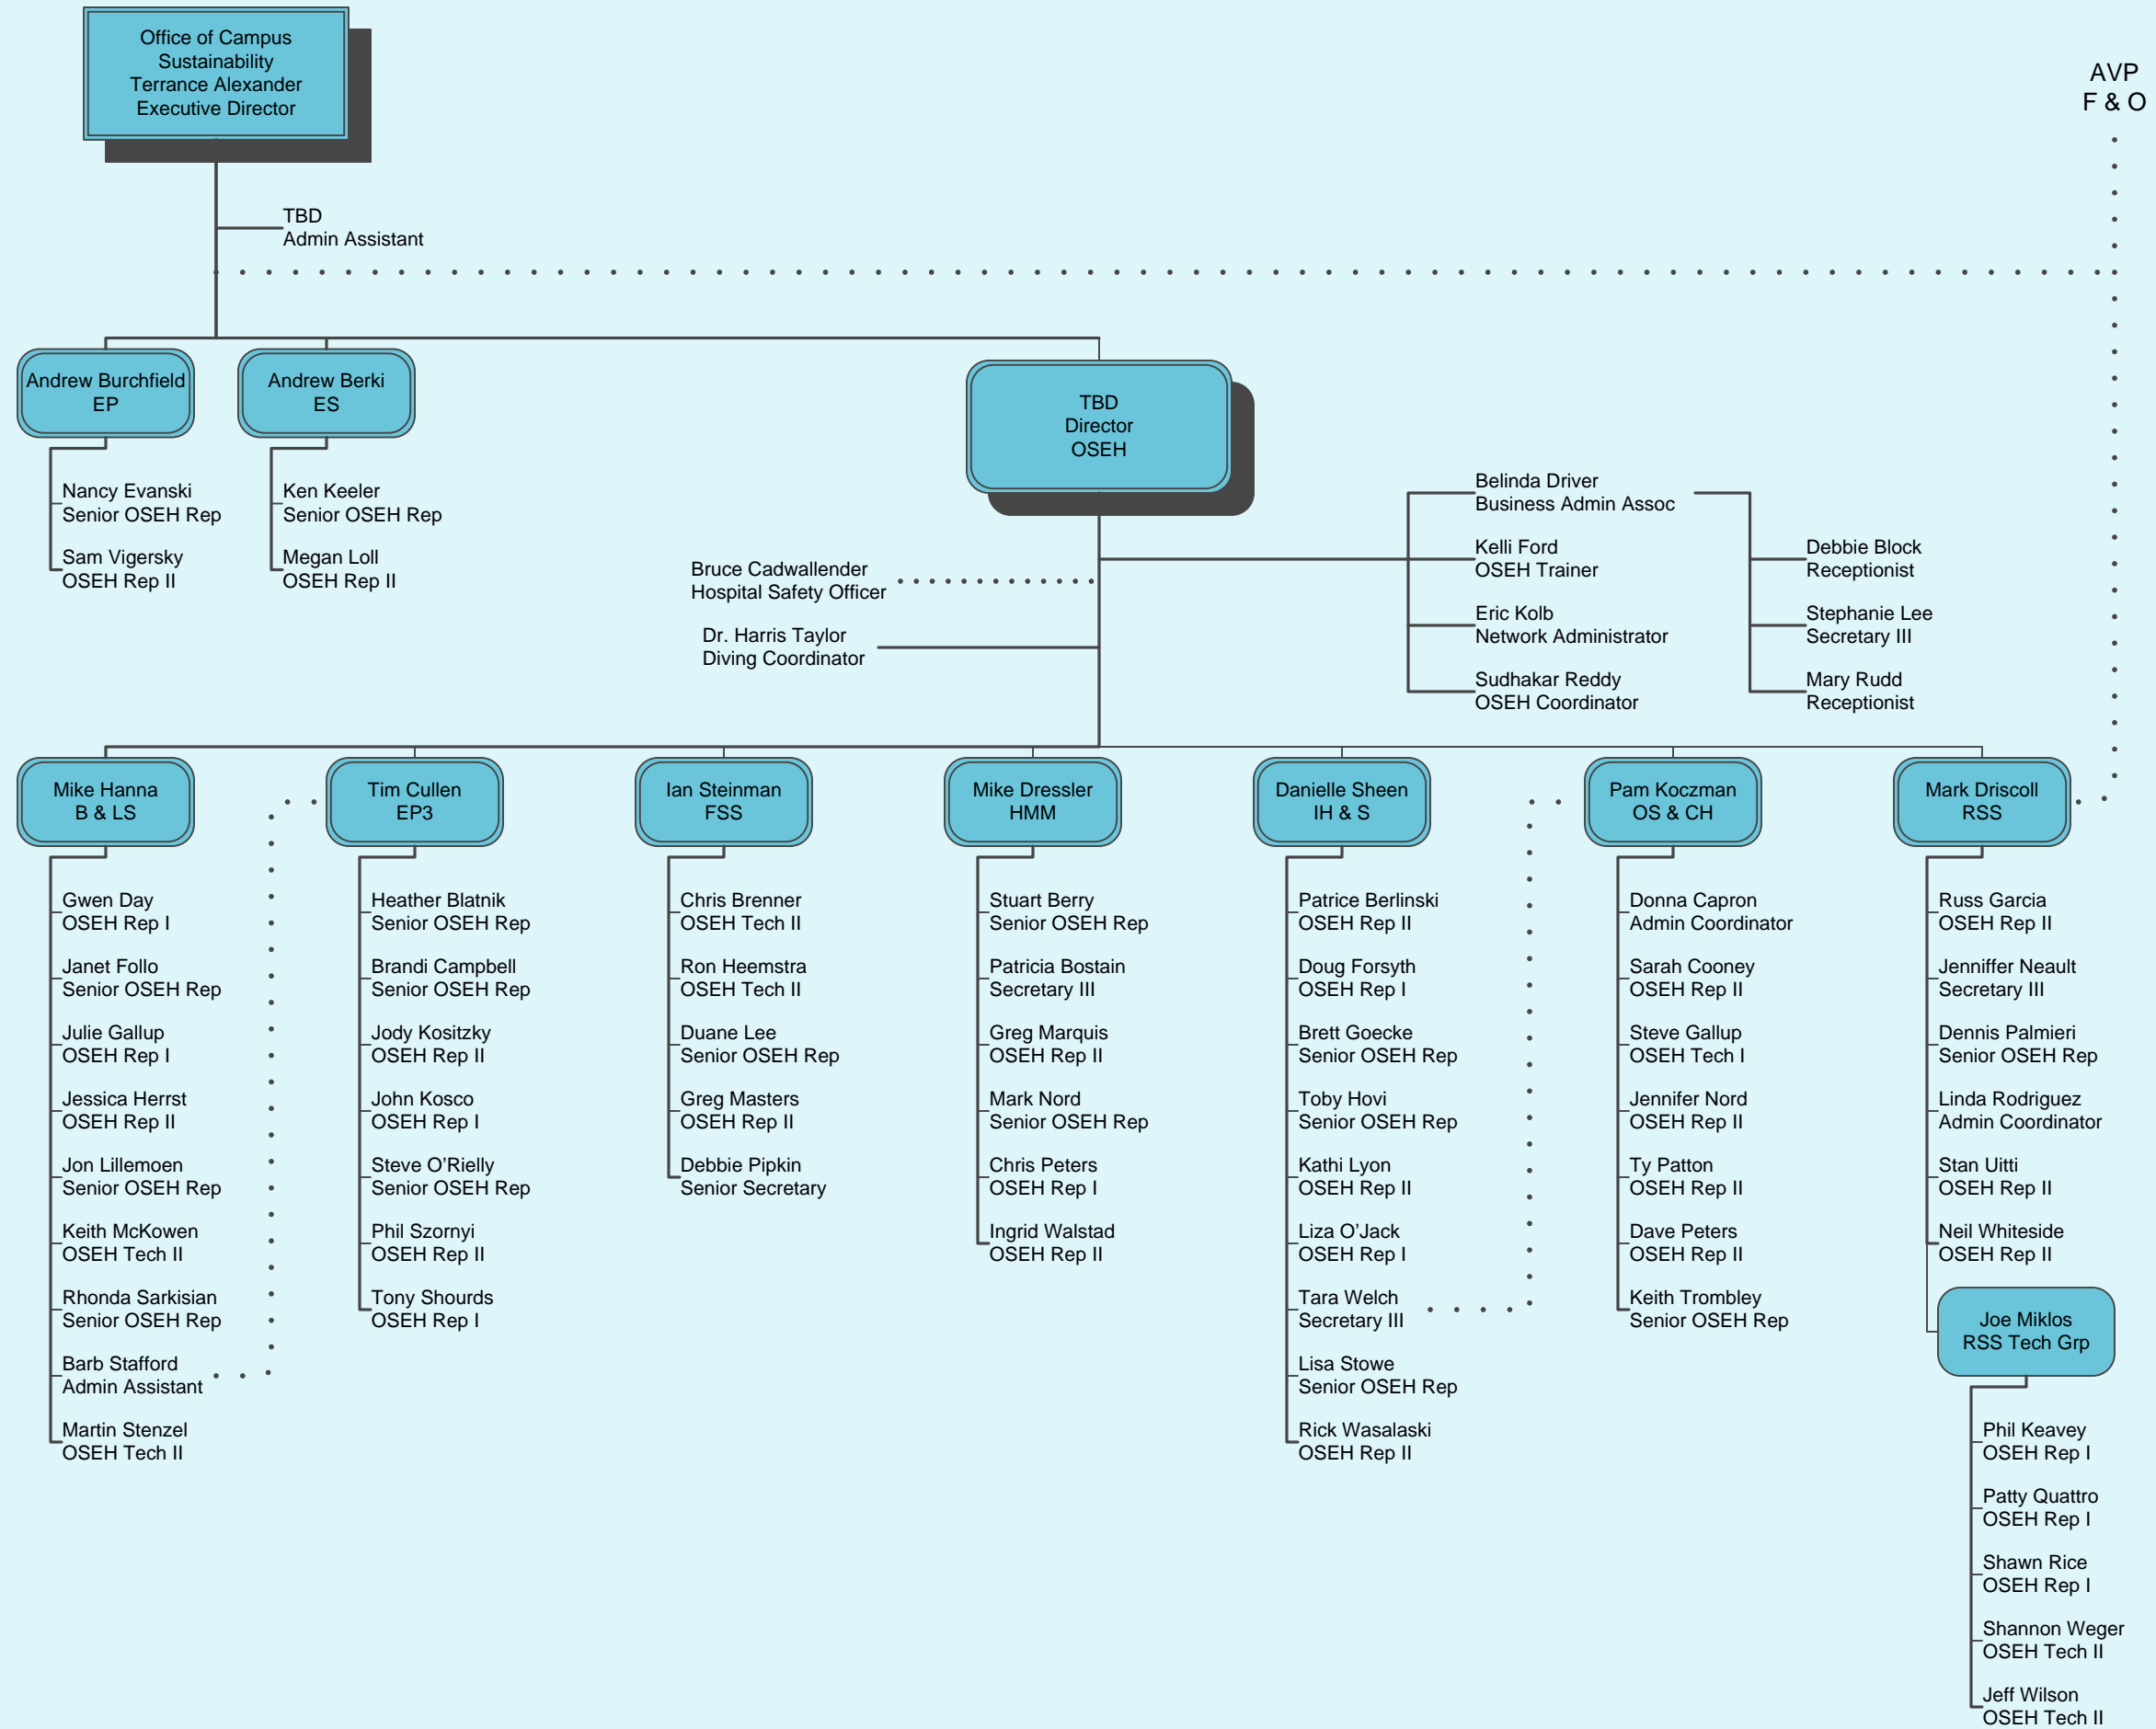 Office of Campus
Sustainability
Terrance Alexander
Executive Director
AVP
F & O
TBD
Admin Assistant
Andrew Burchfield
EP
Andrew Berki
ES
TBD
Director
OSEH
Nancy Evanski
Senior OSEH Rep
Sam Vigersky
OSEH Rep II
Ken Keeler
Senior OSEH Rep
Megan Loll
OSEH Rep II
Bruce Cadwallender
Hospital Safety Officer
Dr. Harris Taylor
Diving Coordinator
Belinda Driver
Business Admin Assoc
Kelli Ford
OSEH Trainer
Eric Kolb
Network Administrator
Sudhakar Reddy
OSEH Coordinator
Debbie Block
Receptionist
Stephanie Lee
Secretary III
Mary Rudd
Receptionist
Mike Hanna
B & LS
Gwen Day
OSEH Rep I
Janet Follo
Senior OSEH Rep
Julie Gallup
OSEH Rep I
Jessica Herrst
OSEH Rep II
Jon Lillemoen
Senior OSEH Rep
Keith McKowen
OSEH Tech II
Rhonda Sarkisian
Senior OSEH Rep
Barb Stafford
Admin Assistant
Martin Stenzel
OSEH Tech II
Tim Cullen
EP3
Heather Blatnik
Senior OSEH Rep
Brandi Campbell
Senior OSEH Rep
Jody Kositzky
OSEH Rep II
John Kosco
OSEH Rep I
Steve O'Rielly
Senior OSEH Rep
Phil Szornyi
OSEH Rep II
Tony Shourds
OSEH Rep I
Ian Steinman
FSS
Chris Brenner
OSEH Tech II
Ron Heemstra
OSEH Tech II
Duane Lee
Senior OSEH Rep
Greg Masters
OSEH Rep II
Debbie Pipkin
Senior Secretary
Mike Dressler
HMM
Stuart Berry
Senior OSEH Rep
Patricia Bostain
Secretary III
Greg Marquis
OSEH Rep II
Mark Nord
Senior OSEH Rep
Chris Peters
OSEH Rep I
Ingrid Walstad
OSEH Rep II
Danielle Sheen
IH & S
Patrice Berlinski
OSEH Rep II
Doug Forsyth
OSEH Rep I
Brett Goecke
Senior OSEH Rep
Toby Hovi
Senior OSEH Rep
Kathi Lyon
OSEH Rep II
Liza O'Jack
OSEH Rep I
Tara Welch
Secretary III
Lisa Stowe
Senior OSEH Rep
Rick Wasalaski
OSEH Rep II
Pam Koczman
OS & CH
Donna Capron
Admin Coordinator
Sarah Cooney
OSEH Rep II
Steve Gallup
OSEH Tech I
Jennifer Nord
OSEH Rep II
Ty Patton
OSEH Rep II
Dave Peters
OSEH Rep II
Keith Trombley
Senior OSEH Rep
Mark Driscoll
RSS
Russ Garcia
OSEH Rep II
Jenniffer Neault
Secretary III
Dennis Palmieri
Senior OSEH Rep
Linda Rodriguez
Admin Coordinator
Stan Uitti
OSEH Rep II
Neil Whiteside
OSEH Rep II
Joe Miklos
RSS Tech Grp
Phil Keavey
OSEH Rep I
Patty Quattro
OSEH Rep I
Shawn Rice
OSEH Rep I
Shannon Weger
OSEH Tech II
Jeff Wilson
OSEH Tech II